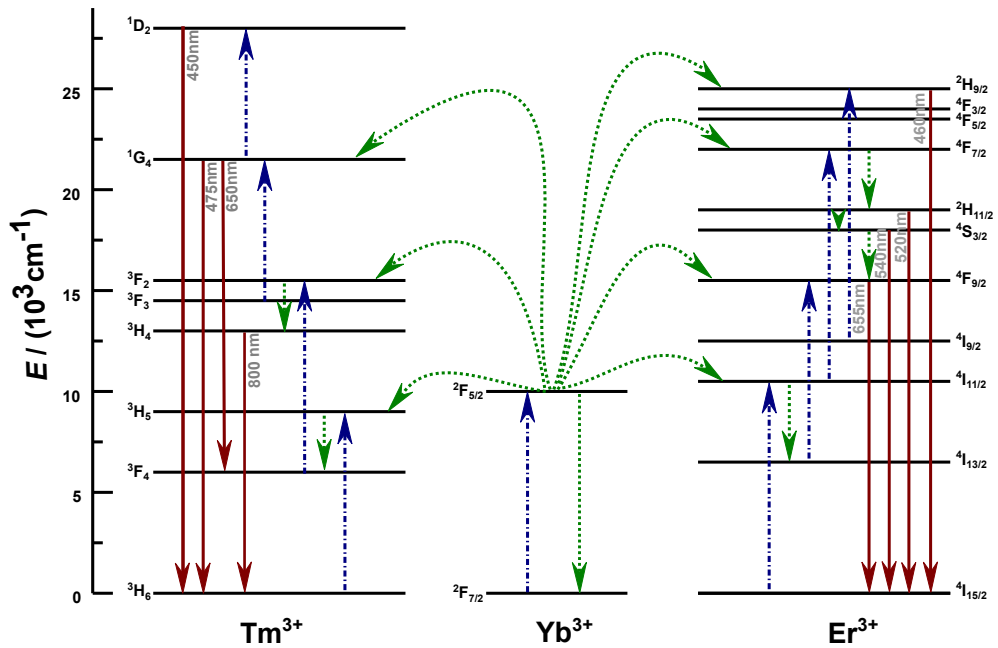 E / (10³cm⁻¹)
25
20
15
10
5
0
¹D₂
¹G₄
³F₂
³F₃
³H₄
³H₅
³F₄
³H₆
450nm
475nm
650nm
800 nm
Tm³⁺
²F₅/₂
²F₇/₂
Yb³⁺
²H₉/₂
⁴F₃/₂
⁴F₅/₂
⁴F₇/₂
²H₁₁/₂
⁴S₃/₂
⁴F₉/₂
⁴I₉/₂
⁴I₁₁/₂
⁴I₁₃/₂
⁴I₁₅/₂
460nm
520nm
540nm
655nm
Er³⁺